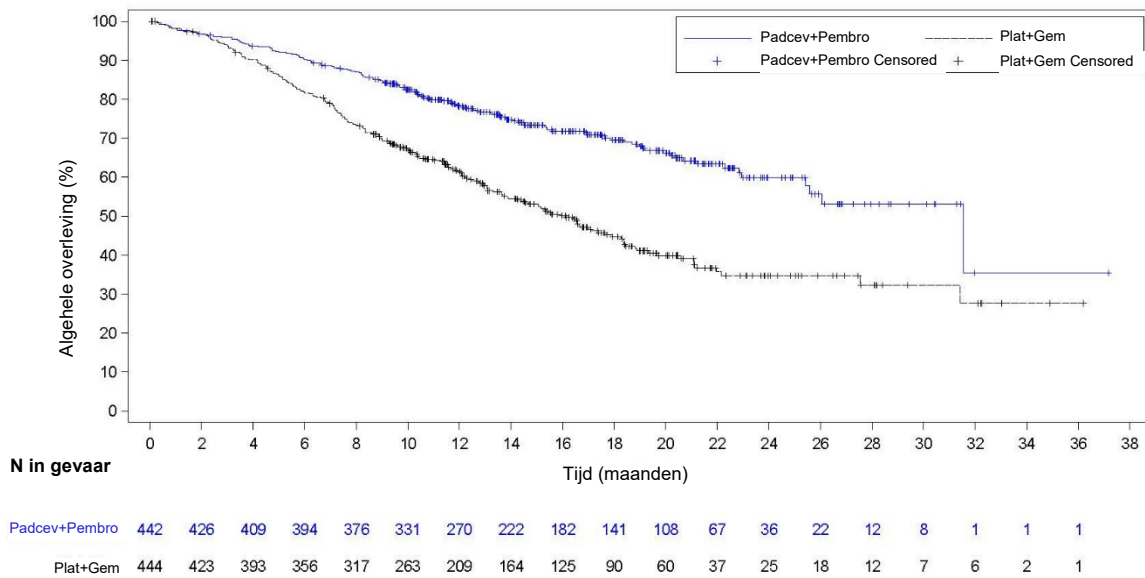 Padcev+Pembro Plat+Gem
Padcev+Pembro Censored Plat+Gem Censored
Algehele overleving (%)
100
90
80
70
60
50
40
30
20
10
0
0 2 4 6 8 10 12 14 16 18 20 22 24 26 28 30 32 34 36 38
N in gevaar
Tijd (maanden)
Padcev+Pembro 442 426 409 394 376 331 270 222 182 141 108 67 36 22 12 8 1 1 1
Plat+Gem 444 423 393 356 317 263 209 164 125 90 60 37 25 18 12 7 6 2 1